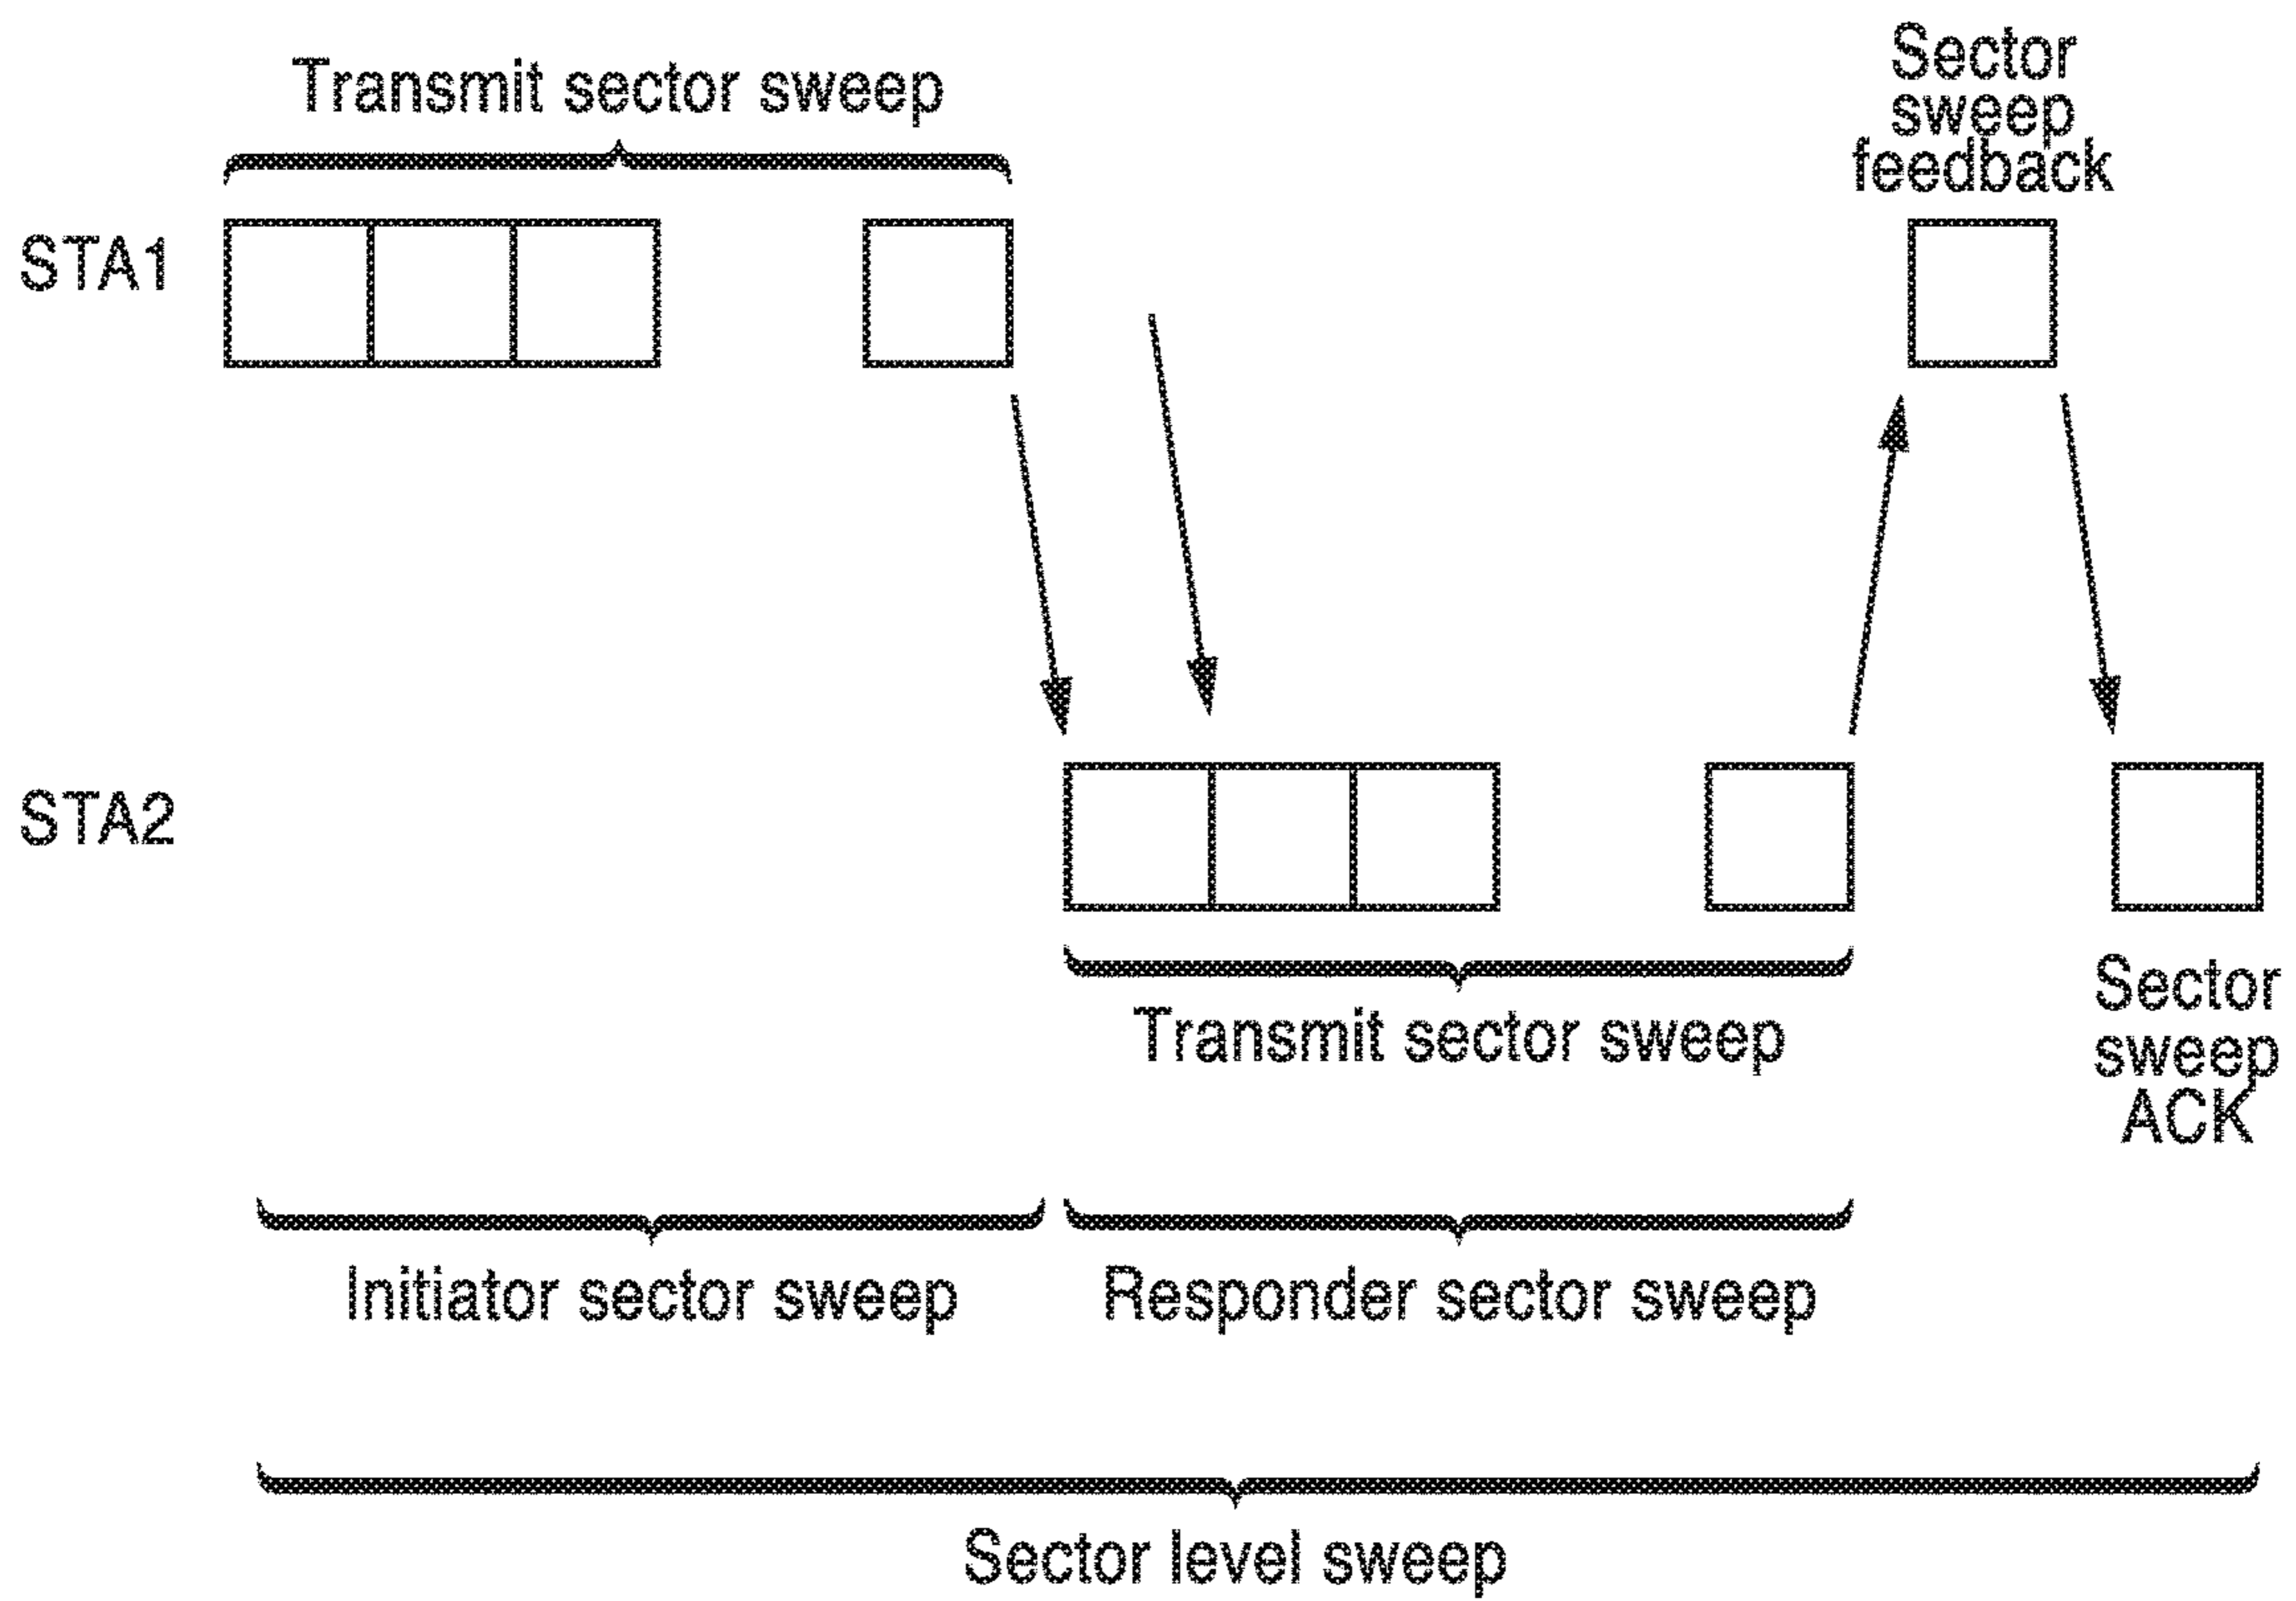 Transmit sector sweep
Sector
sweep
feedback
STA1
STA2
Transmit sector sweep
Sector
sweep
ACK
Initiator sector sweep
Responder sector sweep
Sector level sweep